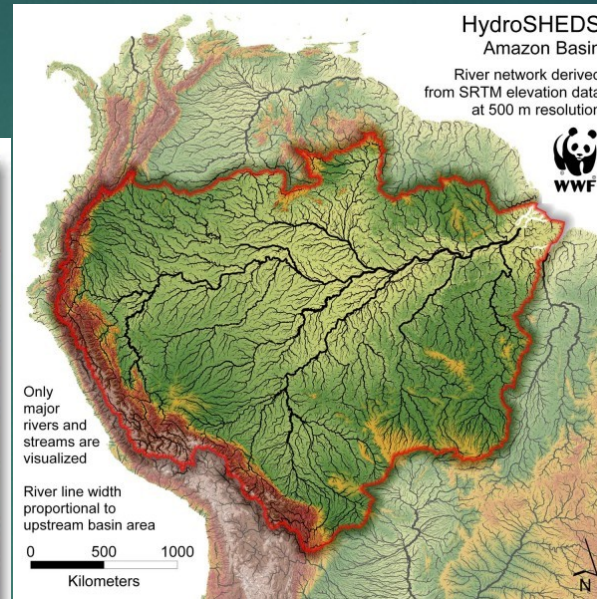 HydroSHEDS
Amazon Basin
River network derived
from SRTM elevation data
at 500 m resolution
WWF
Only
major
rivers and
streams are
visualized
River line width
proportional to
upstream basin area
0 500 1000
Kilometers
N